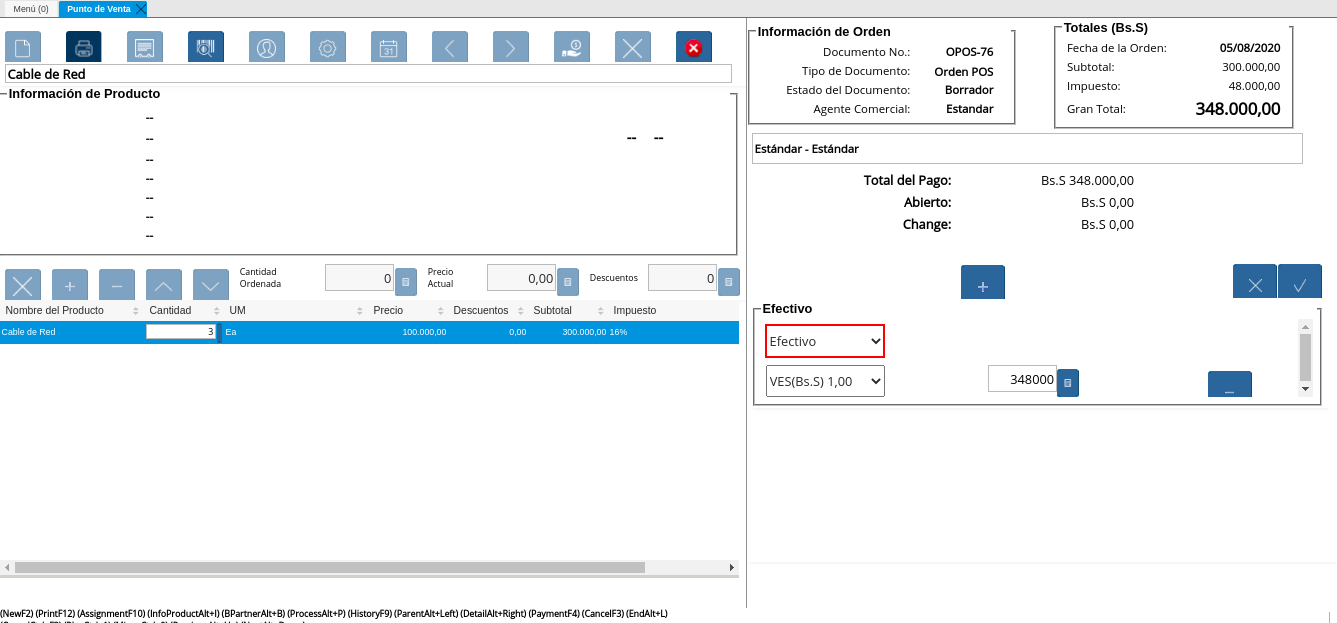 Menú (0) Punto de Venta
31
Cable de Red
Información de Producto
--
-- -- --
--
--
--
--
--
Cantidad Ordenada 0 Precio Actual 0,00 Descuentos 0
Nombre del Producto Cantidad UM Precio Descuentos Subtotal Impuesto
Cable de Red 3 Ea 100.000,00 0,00 300.000,00 16%
Información de Orden
Documento No.: OPOS-76
Tipo de Documento: Orden POS
Estado del Documento: Borrador
Agente Comercial: Estandar
Totales (Bs.S)
Fecha de la Orden: 05/08/2020
Subtotal: 300.000,00
Impuesto: 48.000,00
Gran Total: 348.000,00
Estándar - Estándar
Total del Pago: Bs.S 348.000,00
Abierto: Bs.S 0,00
Change: Bs.S 0,00
Efectivo
Efectivo
VES(Bs.S) 1,00 348000
(NewF2) (PrintF12) (AssignmentF10) (InfoProductAlt+I) (BPartnerAlt+B) (ProcessAlt+P) (HistoryF9) (ParentAlt+Left) (DetailAlt+Right) (PaymentF4) (CancelF3) (EndAlt+L)